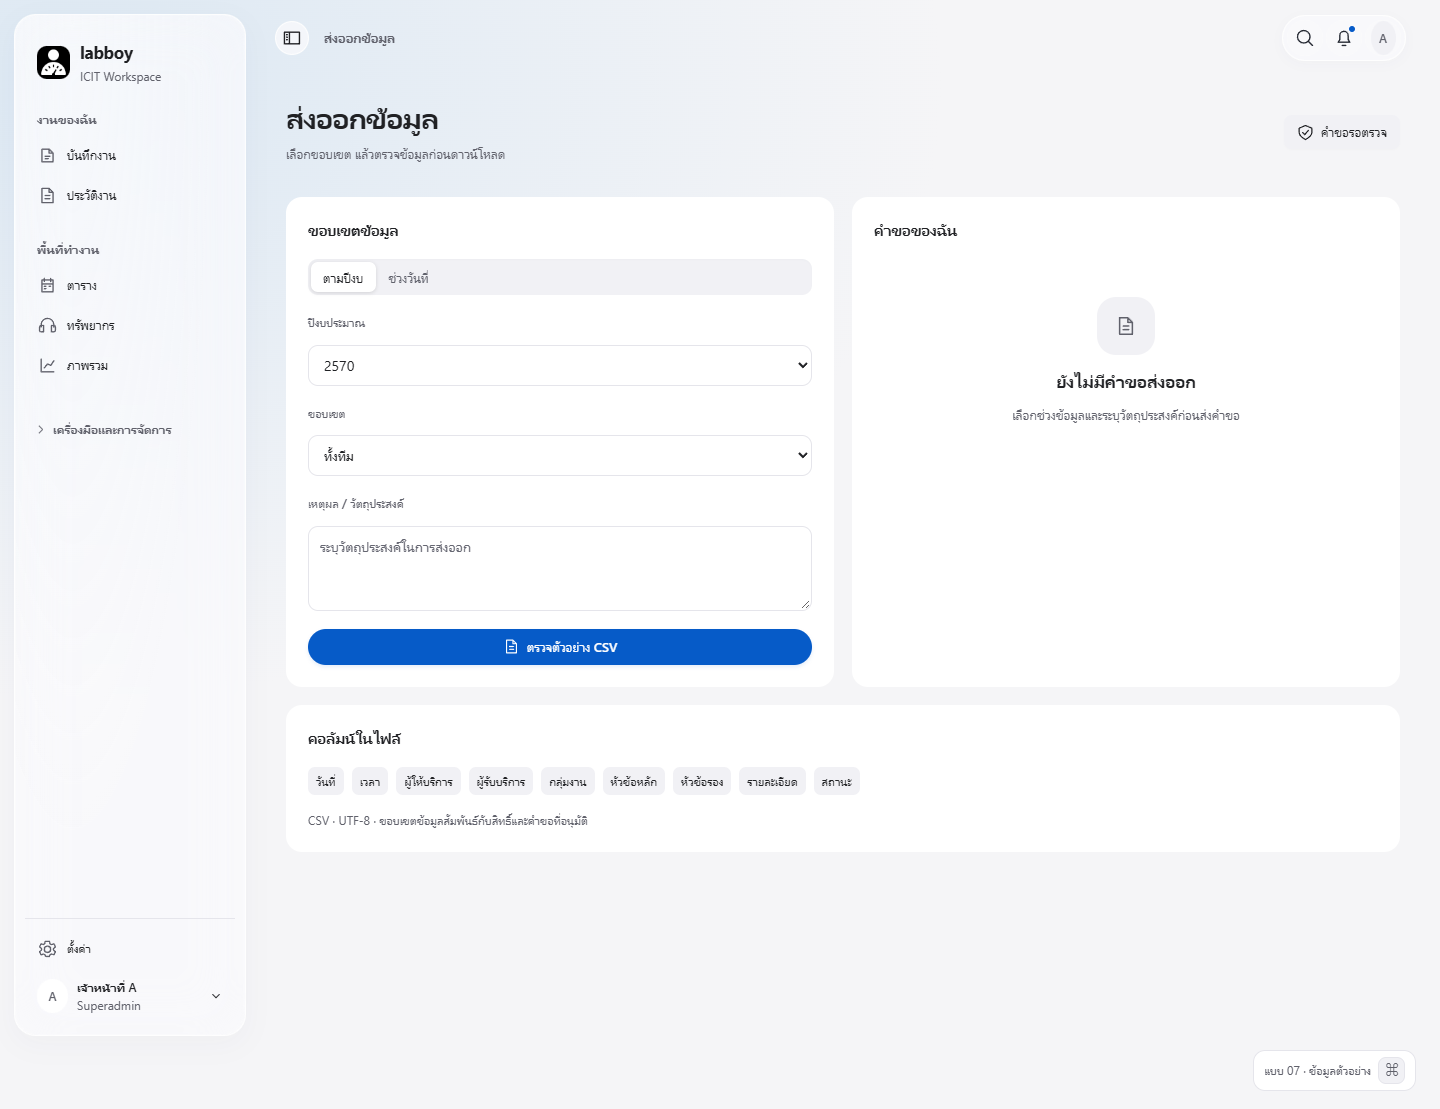 labboy
ICIT Workspace
งานของฉัน
บันทึกงาน
ประวัติงาน
พื้นที่ทำงาน
ตาราง
ทรัพยากร
ภาพรวม
เครื่องมือและการจัดการ
ตั้งค่า
A
เจ้าหน้าที่ A
Superadmin
ส่งออกข้อมูล
A
ส่งออกข้อมูล
เลือกขอบเขต แล้วตรวจข้อมูลก่อนดาวน์โหลด
คำขอรอตรวจ
ขอบเขตข้อมูล
ตามปีงบ
ช่วงวันที่
ปีงบประมาณ
2570
ขอบเขต
ทั้งทีม
เหตุผล / วัตถุประสงค์
ระบุวัตถุประสงค์ในการส่งออก
ตรวจตัวอย่าง CSV
คำขอของฉัน
ยังไม่มีคำขอส่งออก
เลือกช่วงข้อมูลและระบุวัตถุประสงค์ก่อนส่งคำขอ
คอลัมน์ในไฟล์
วันที่ เวลา ผู้ให้บริการ ผู้รับบริการ กลุ่มงาน หัวข้อหลัก หัวข้อรอง รายละเอียด สถานะ
CSV · UTF-8 · ขอบเขตข้อมูลสัมพันธ์กับสิทธิ์และคำขอที่อนุมัติ
แบบ 07 · ข้อมูลตัวอย่าง ⌘